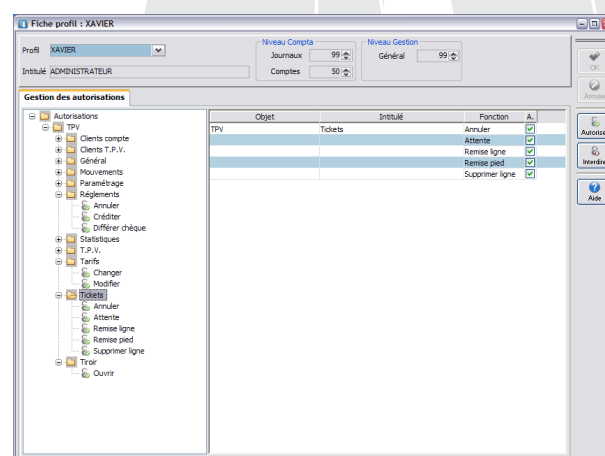 Fiche profil : XAVIER
Profil XAVIER
Intitulé ADMINISTRATEUR
Niveau Compta
Journaux 99
Comptes 50
Niveau Gestion
Général 99
OK
Annuler
Autorise
Interdire
Aide
Gestion des autorisations
Autorisations
TPV
Clients compte
Clients T.P.V.
Général
Mouvements
Paramétrage
Réglements
Annuler
Créditer
Différer chèque
Statistiques
T.P.V.
Tarifs
Changer
Modifier
Tickets
Annuler
Attente
Remise ligne
Remise pied
Supprimer ligne
Tiroir
Ouvrir
Objet Intitulé Fonction A.
TPV Tickets Annuler
Attente
Remise ligne
Remise pied
Supprimer ligne